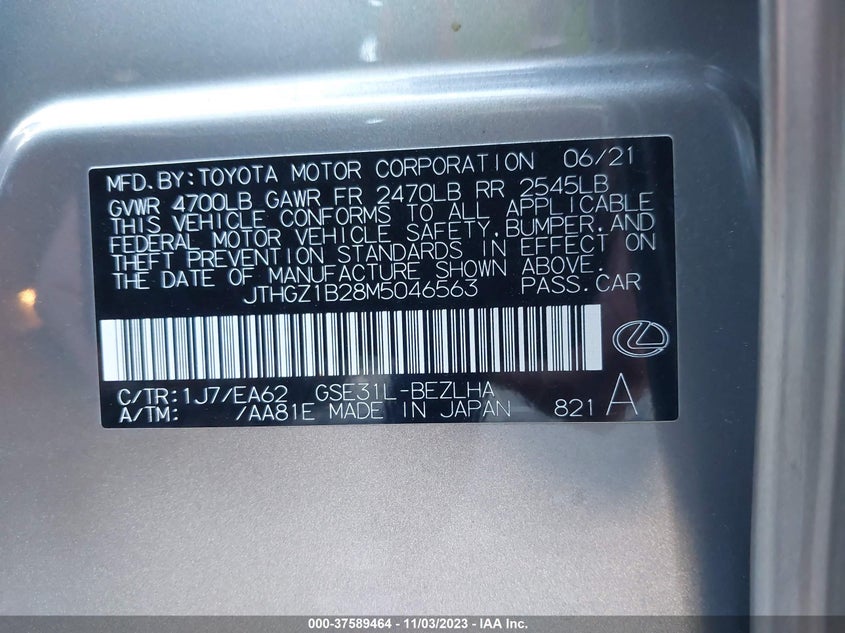 MFD.BY:TOYOTA MOTOR CORPORATION 06/21
GVWR 4700LB GAWR FR 2470LB RR 2545LB
THIS VEHICLE CONFORMS TO ALL APPLICABLE
FEDERAL MOTOR VEHICLE SAFETY,BUMPER,AND
THEFT PREVENTION STANDARDS IN EFFECT ON
THE DATE OF MANUFACTURE SHOWN ABOVE.
JTHGZ1B28M5046563 PASS.CAR
C/TR:1J7/EA62 GSE31L-BEZLHA
A/TM: /AA81E MADE IN JAPAN 821 A
000-37589464 - 11/03/2023 - IAA Inc.